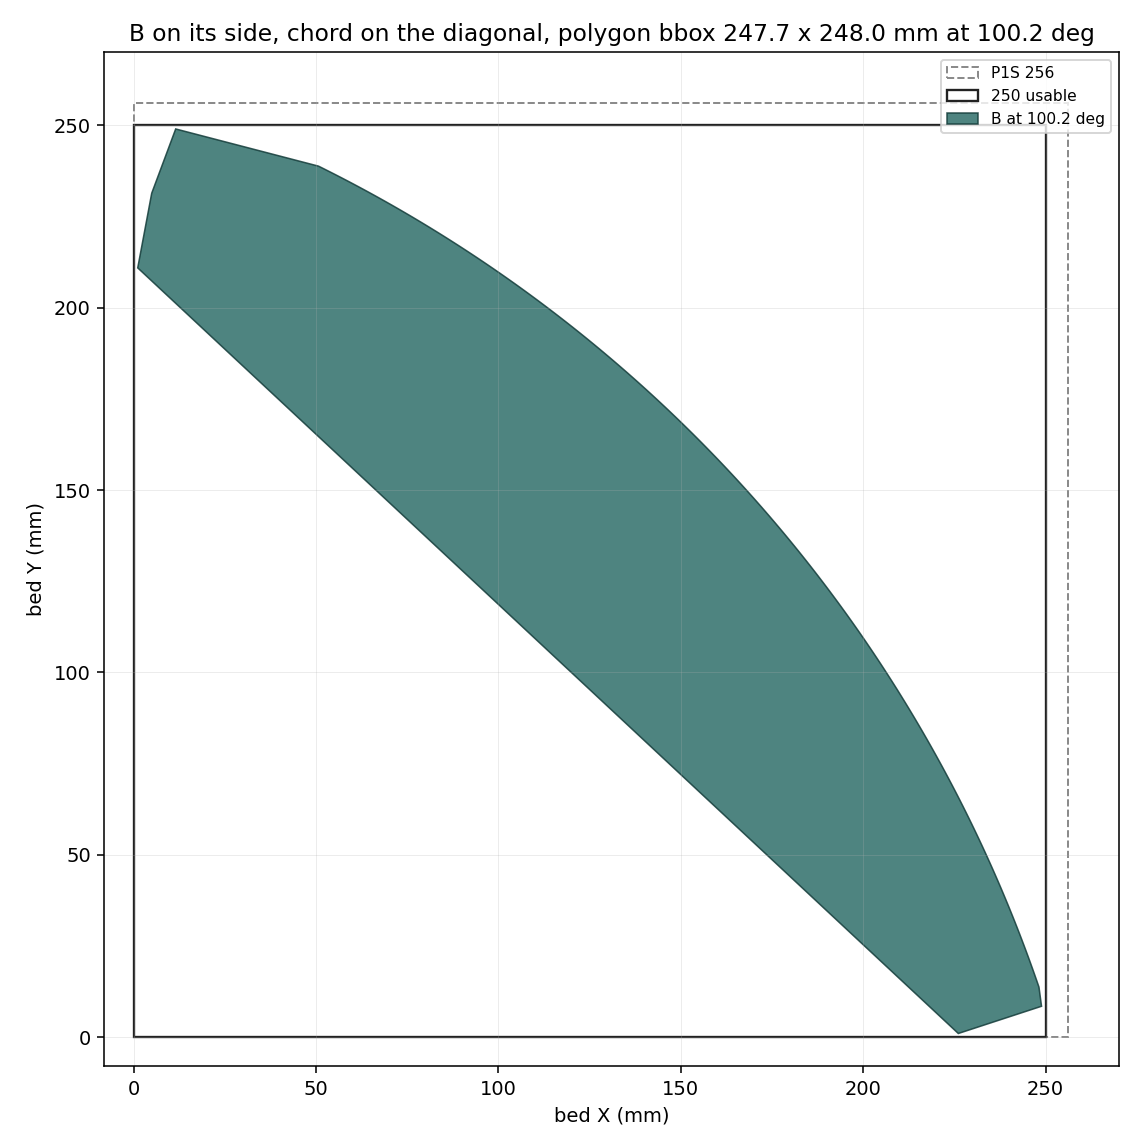 B on its side, chord on the diagonal, polygon bbox 247.7 x 248.0 mm at 100.2 deg
P1S 256
250 usable
B at 100.2 deg
250
200
150
100
50
0
bed Y (mm)
0 50 100 150 200 250
bed X (mm)